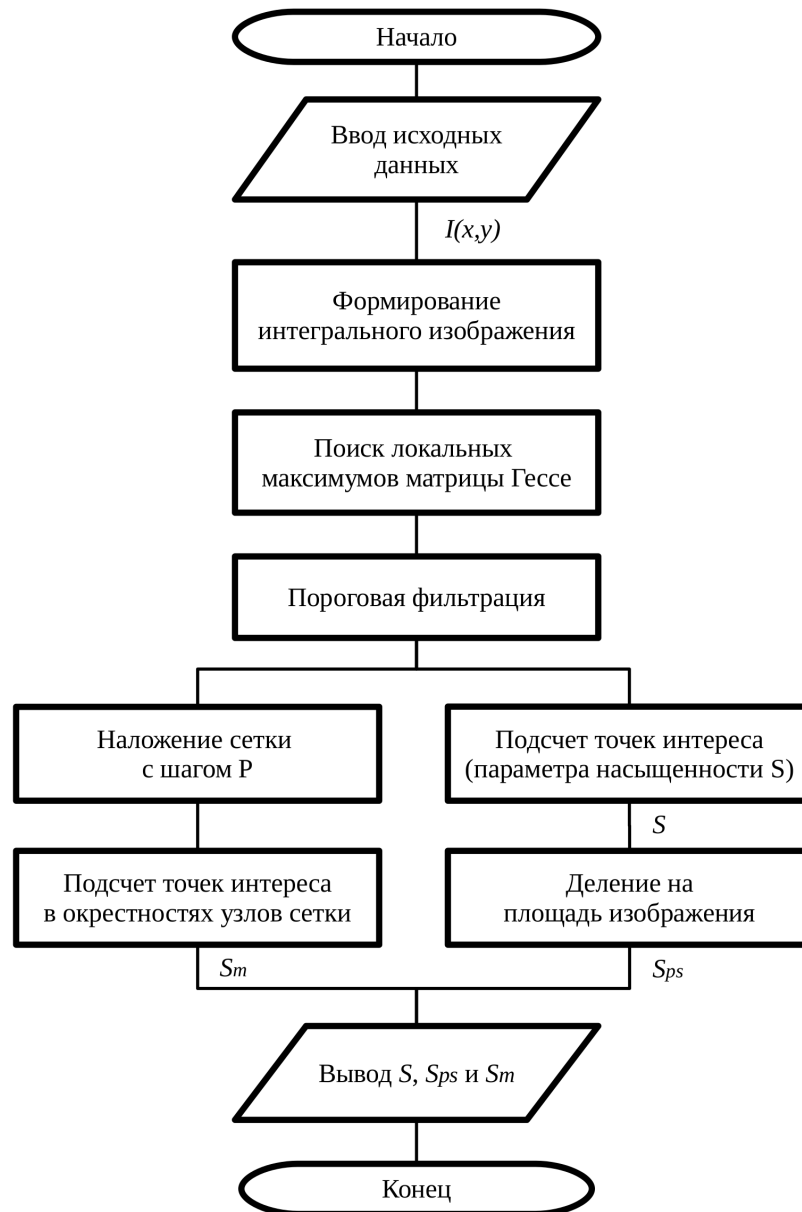 Начало
Ввод исходных
данных
I(x,y)
Формирование
интегрального изображения
Поиск локальных
максимумов матрицы Гессе
Пороговая фильтрация
Наложение сетки
с шагом P
Подсчет точек интереса
(параметра насыщенности S)
S
Подсчет точек интереса
в окрестностях узлов сетки
Деление на
площадь изображения
Sm
Sps
Вывод S, Sps и Sm
Конец